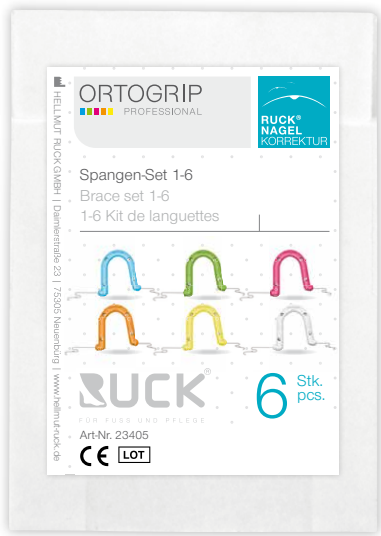 ORTOGRIP
PROFESSIONAL
RUCK®
NAGEL
KORREKTUR
HELLMUT RUCK GMBH | Daimlerstraße 23 | 75305 Neuenbürg | www.hellmut-ruck.de
Spangen-Set 1-6
Brace set 1-6
1-6 Kit de languettes
RUCK®
FÜR FUSS UND PFLEGE
6 Stk.
pcs.
Art-Nr. 23405
CE LOT